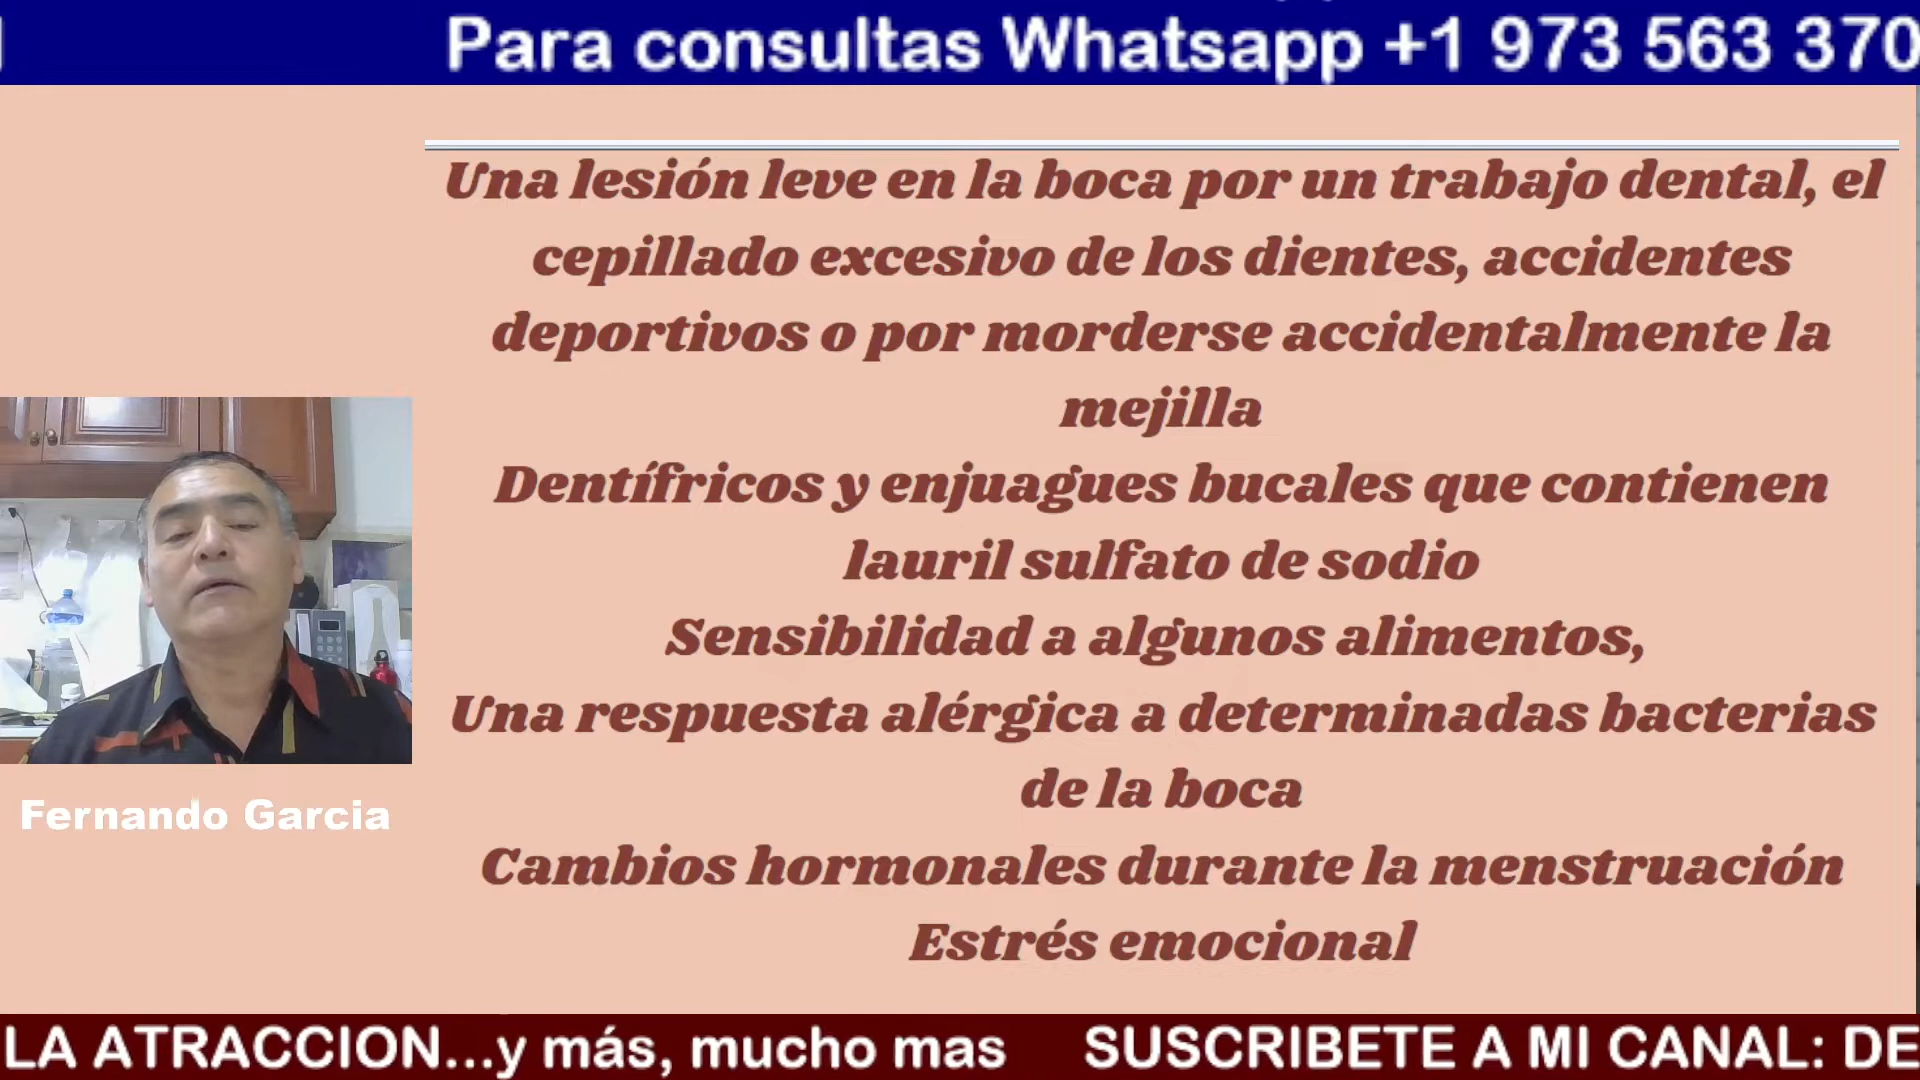 Para consultas Whatsapp +1 973 563 370
Una lesión leve en la boca por un trabajo dental, el
cepillado excesivo de los dientes, accidentes
deportivos o por morderse accidentalmente la
mejilla
Dentífricos y enjuagues bucales que contienen
lauril sulfato de sodio
Sensibilidad a algunos alimentos,
Una respuesta alérgica a determinadas bacterias
de la boca
Cambios hormonales durante la menstruación
Estrés emocional
Fernando Garcia
LA ATRACCION...y más, mucho mas SUSCRIBETE A MI CANAL: DE